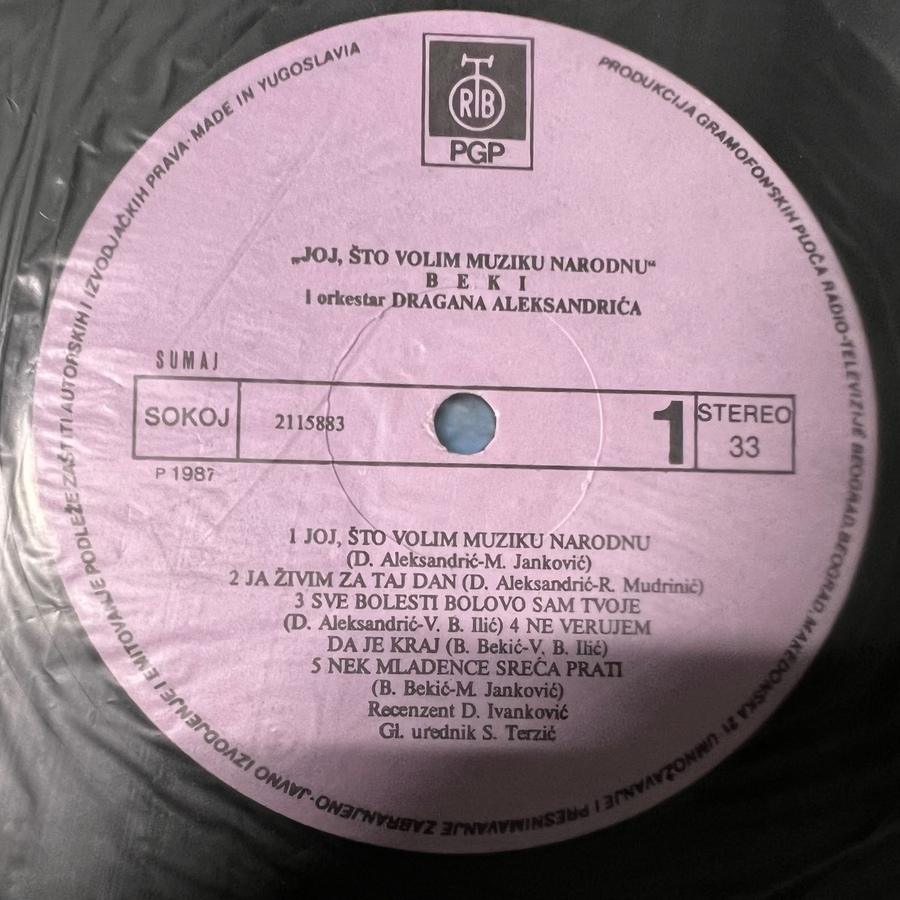 RTB
PGP
„JOJ, ŠTO VOLIM MUZIKU NARODNU“
B E K I
I orkestar DRAGANA ALEKSANDRIĆA
SUMAJ
SOKOJ
2115883
1
STEREO
33
P 1987
1 JOJ, ŠTO VOLIM MUZIKU NARODNU
(D. Aleksandrić-M. Janković)
2 JA ŽIVIM ZA TAJ DAN (D. Aleksandrić-R. Mudrinić)
3 SVE BOLESTI BOLOVO SAM TVOJE
(D. Aleksandrić-V. B. Ilić) 4 NE VERUJEM
DA JE KRAJ (B. Bekić-V. B. Ilić)
5 NEK MLADENCE SREĆA PRATI
(B. Bekić-M. Janković)
Recenzent D. Ivanković
Gl. urednik S. Terzić
PRODUKCIJA GRAMOFONSKIH PLOČA RADIO-TELEVIZIJE BEOGRAD, BEOGRAD, MAKEDONSKA 21 · UMNOŽAVANJE I PRESNIMAVANJE ZABRANJENO · JAVNO IZVODJENJE I EMITOVANJE PODLEŽE ZAŠTITI AUTORSKIH I IZVODJAČKIH PRAVA · MADE IN YUGOSLAVIA